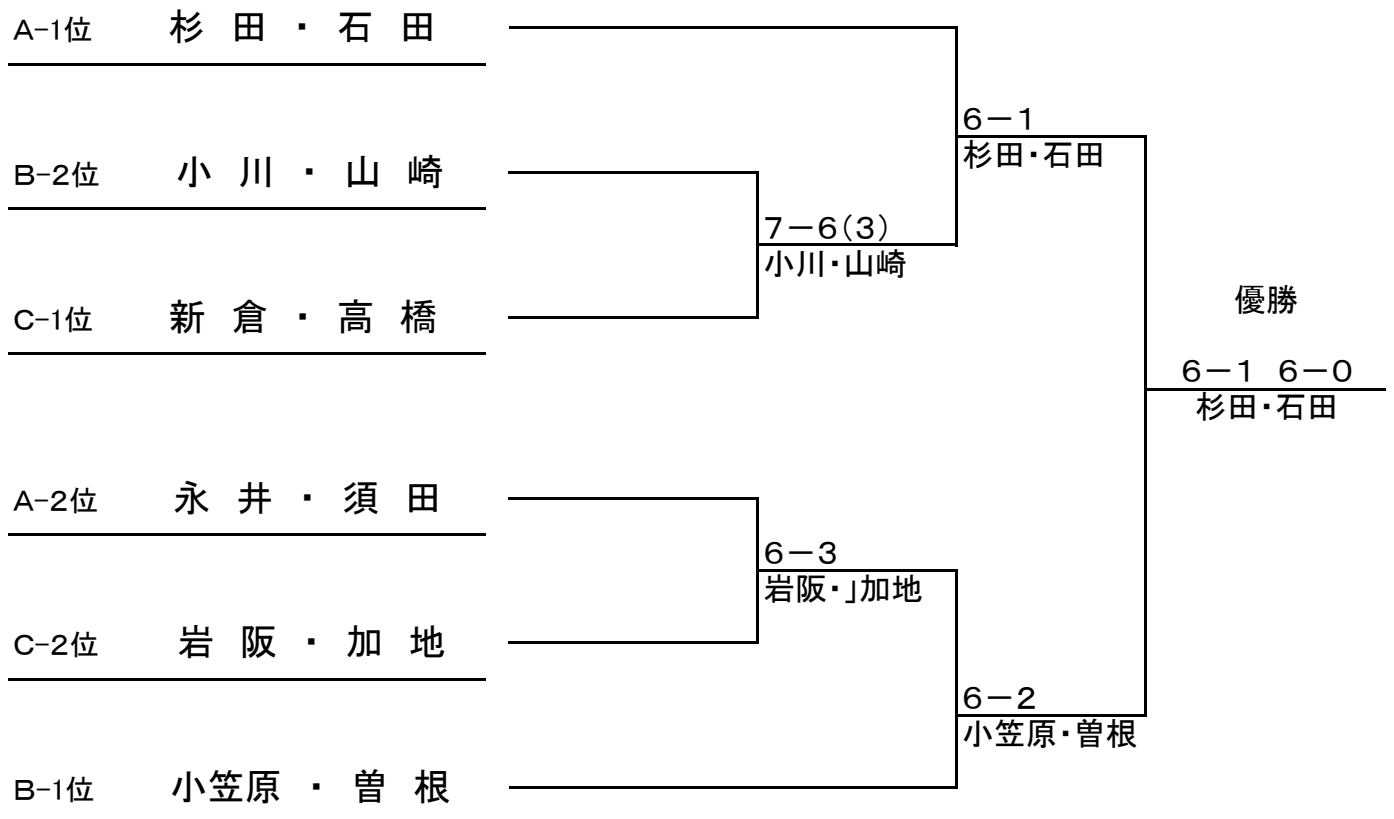 A-1位 杉 田 ・ 石 田
6－1
杉田・石田
B-2位 小 川 ・ 山 崎
7－6(3)
小川・山崎
C-1位 新 倉 ・ 高 橋
優勝
6－1 6－0
杉田・石田
A-2位 永 井 ・ 須 田
6－3
岩阪・」加地
C-2位 岩 阪 ・ 加 地
6－2
小笠原・曽根
B-1位 小笠原 ・ 曽 根